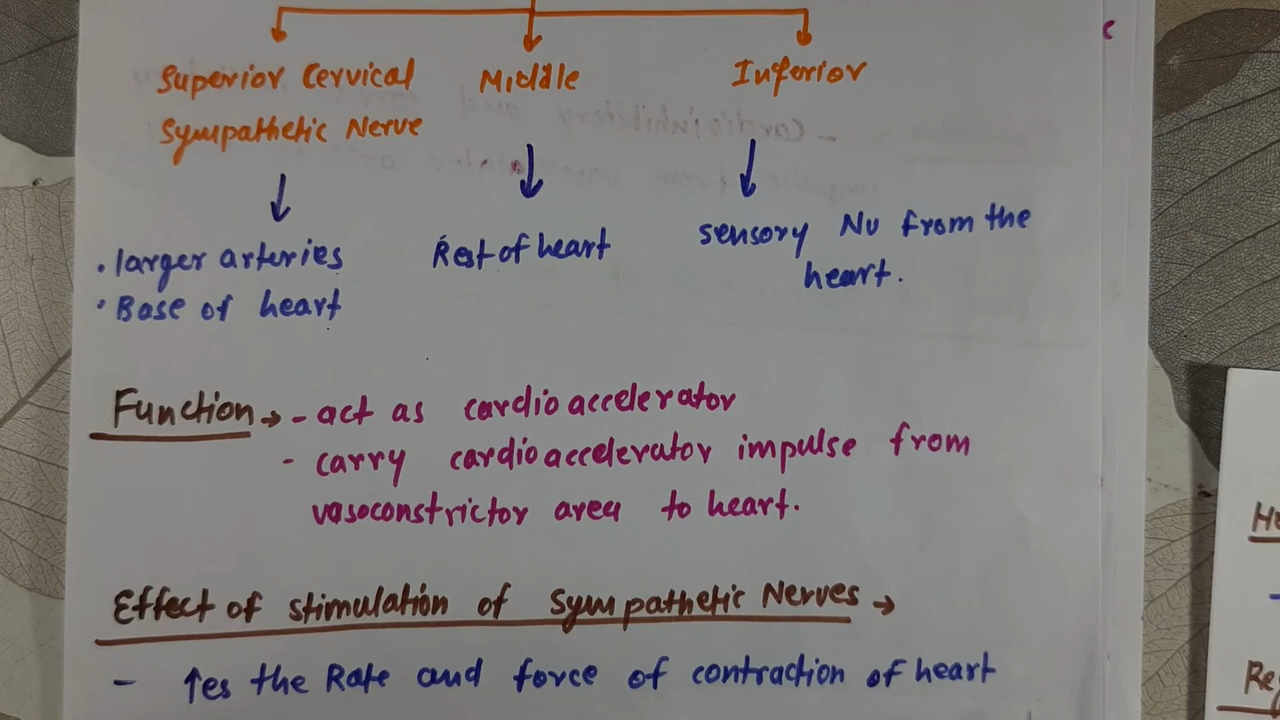 Superior Cervical Middle Inferior
Sympathetic Nerve
• larger arteries Rest of heart sensory Nv from the
• Base of heart heart.
Function → - act as cardioaccelerator
- carry cardioaccelerator impulse from
vasoconstrictor area to heart.
Effect of stimulation of Sympathetic Nerves →
- ↑es the Rate and force of contraction of heart